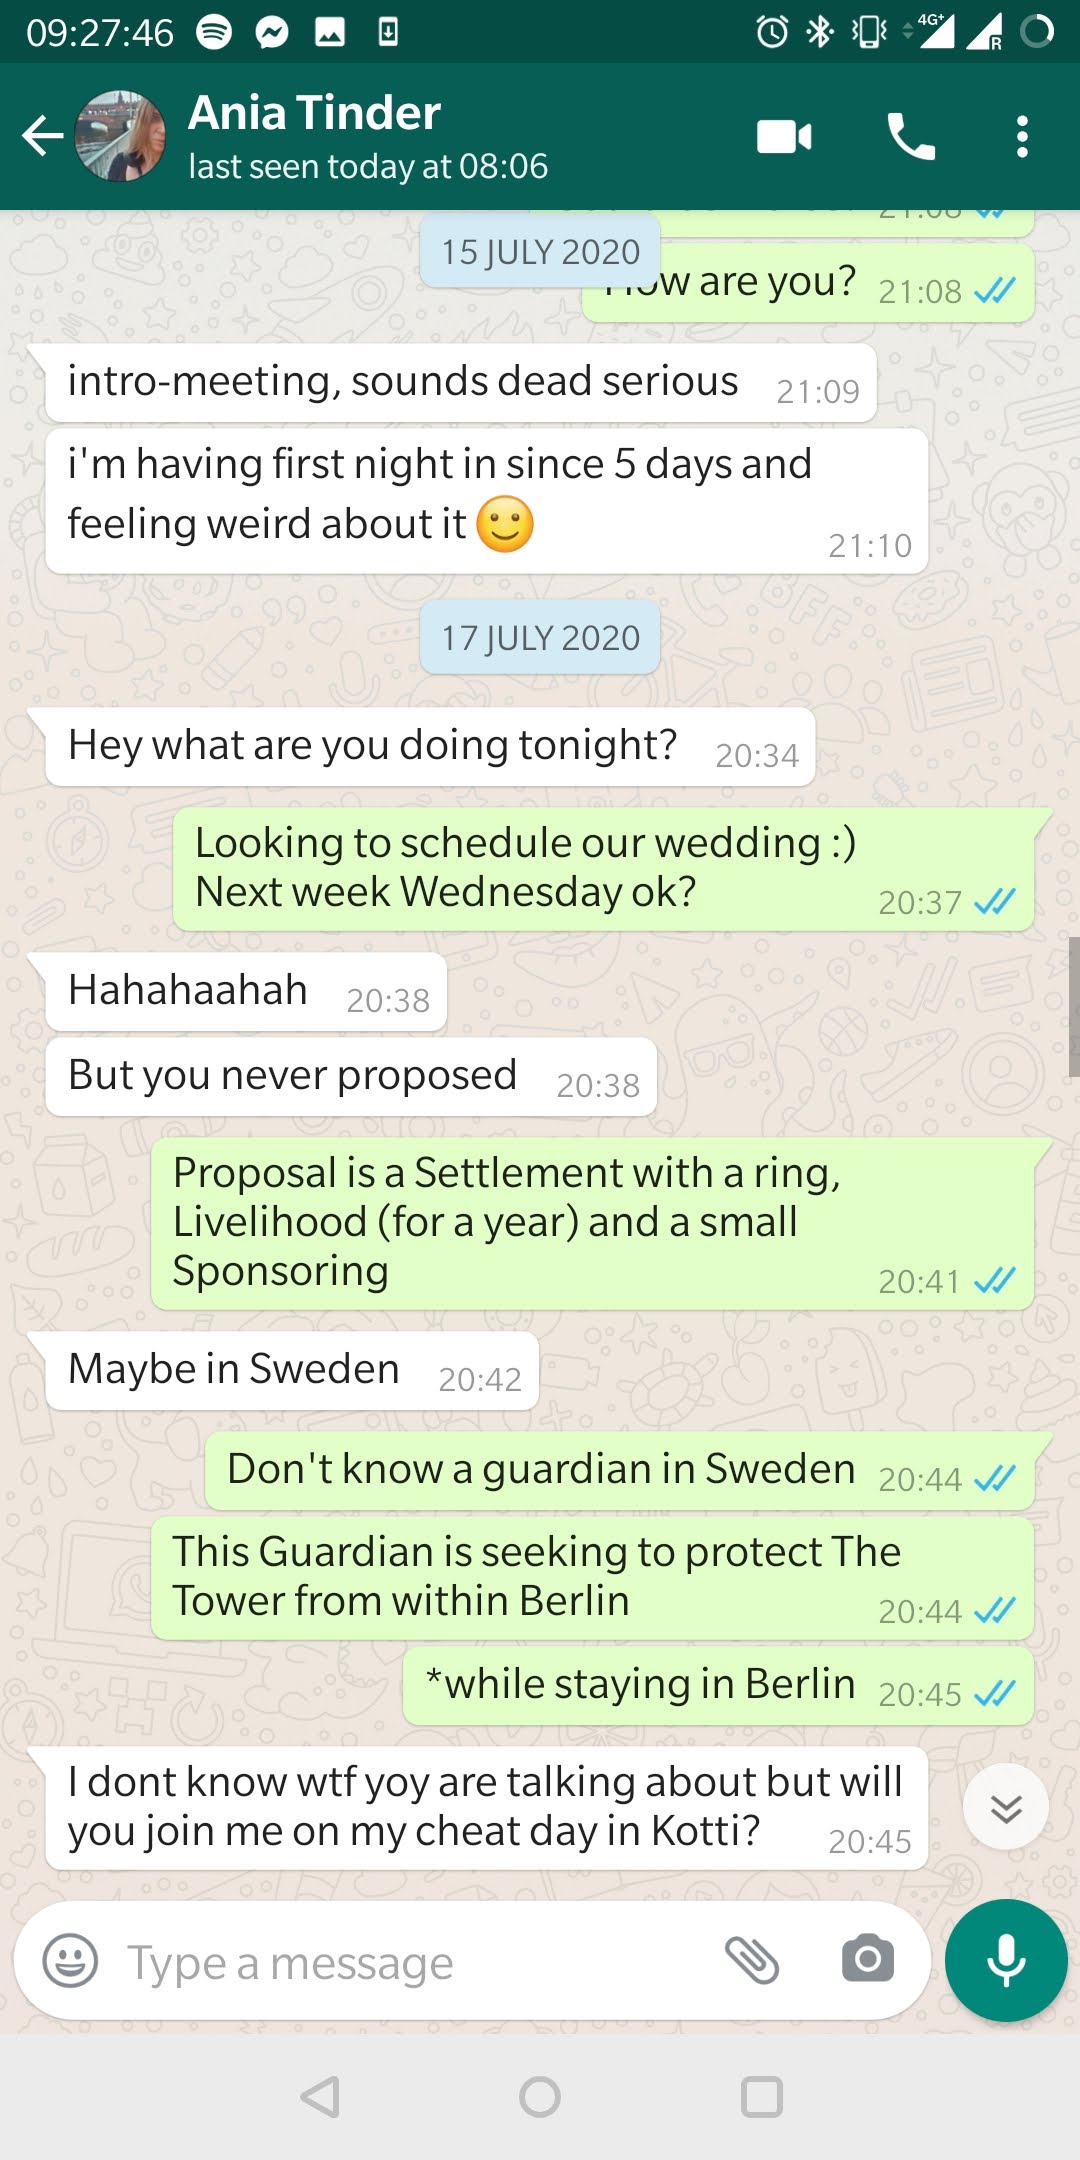 09:27:46
4G+
R
Ania Tinder
last seen today at 08:06
21:08
15 JULY 2020
How are you? 21:08
intro-meeting, sounds dead serious 21:09
i'm having first night in since 5 days and
feeling weird about it 🙂
21:10
17 JULY 2020
Hey what are you doing tonight? 20:34
Looking to schedule our wedding :)
Next week Wednesday ok? 20:37
Hahahaahah 20:38
But you never proposed 20:38
Proposal is a Settlement with a ring,
Livelihood (for a year) and a small
Sponsoring 20:41
Maybe in Sweden 20:42
Don't know a guardian in Sweden 20:44
This Guardian is seeking to protect The
Tower from within Berlin 20:44
*while staying in Berlin 20:45
I dont know wtf yoy are talking about but will
you join me on my cheat day in Kotti? 20:45
Type a message